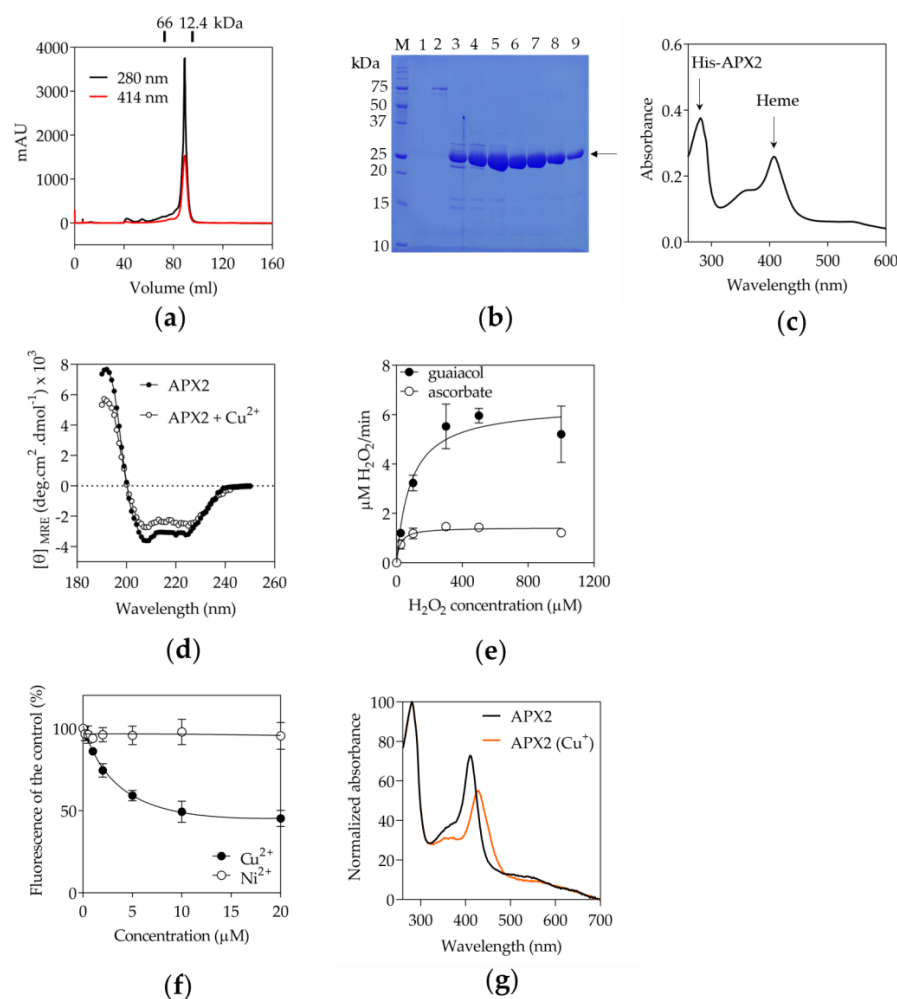 66 12.4 kDa
4000
3000
2000
1000
0
mAU
280 nm
414 nm
0 40 80 120 160
Volume (ml)
(a)
M 1 2 3 4 5 6 7 8 9
kDa
75
50
37
25
20
15
10
(b)
0.6
0.4
0.2
0.0
Absorbance
His-APX2
Heme
300 400 500 600
Wavelength (nm)
(c)
8
6
4
2
0
-2
-4
[θ] MRE (deg.cm² .dmol⁻¹) x 10³
APX2
APX2 + Cu²⁺
180 200 220 240 260
Wavelength (nm)
(d)
8
6
4
2
0
μM H₂O₂/min
guaiacol
ascorbate
0 400 800 1200
H₂O₂ concentration (μM)
(e)
100
50
0
Fluorescence of the control (%)
Cu²⁺
Ni²⁺
0 5 10 15 20
Concentration (μM)
(f)
100
80
60
40
20
0
Normalized absorbance
APX2
APX2 (Cu⁺)
300 400 500 600 700
Wavelength (nm)
(g)